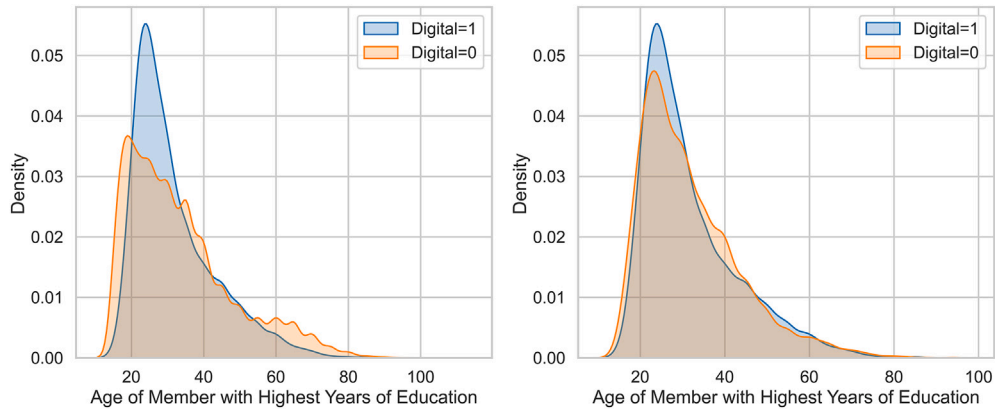 Digital=1
Digital=0
0.05
0.04
0.03
0.02
0.01
0.00
Density
20 40 60 80 100
Age of Member with Highest Years of Education
Digital=1
Digital=0
0.05
0.04
0.03
0.02
0.01
0.00
Density
20 40 60 80 100
Age of Member with Highest Years of Education